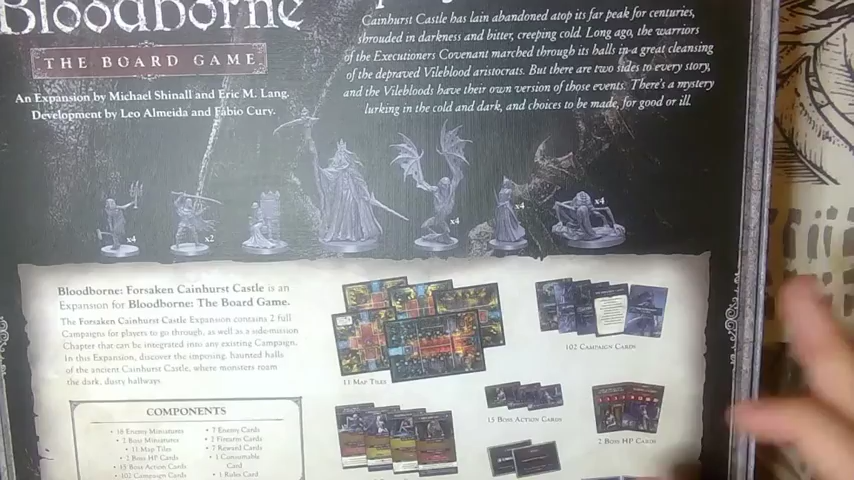 Bloodborne
THE BOARD GAME
An Expansion by Michael Shinall and Eric M. Lang.
Development by Leo Almeida and Fábio Cury.
Cainhurst Castle has lain abandoned atop its far peak for centuries,
shrouded in darkness and bitter, creeping cold. Long ago, the warriors
of the Executioners Covenant marched through its halls in a great cleansing
of the depraved Vileblood aristocrats. But there are two sides to every story,
and the Vilebloods have their own version of those events. There's a mystery
lurking in the cold and dark, and choices to be made, for good or ill.
x4
x2
x4
x4
x4
Bloodborne: Forsaken Cainhurst Castle is an
Expansion for Bloodborne: The Board Game.
The Forsaken Cainhurst Castle Expansion contains 2 full
Campaigns for players to go through, as well as a side-mission
Chapter that can be integrated into any existing Campaign.
In this Expansion, discover the imposing, haunted halls
of the ancient Cainhurst Castle, where monsters roam
the dark, dusty hallways.
COMPONENTS
• 18 Enemy Miniatures
• 2 Boss Miniatures
• 11 Map Tiles
• 2 Boss HP Cards
• 15 Boss Action Cards
• 102 Campaign Cards
• 7 Enemy Cards
• 2 Firearms Cards
• 7 Reward Cards
• 1 Consumable
Card
• 1 Rules Card
11 MAP TILES
102 CAMPAIGN CARDS
15 BOSS ACTION CARDS
2 BOSS HP CARDS